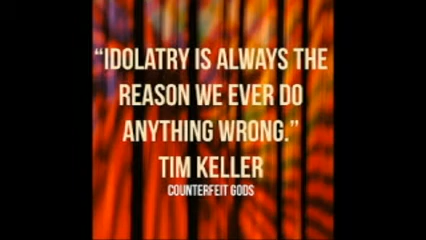 “IDOLATRY IS ALWAYS THE
REASON WE EVER DO
ANYTHING WRONG.”
TIM KELLER
COUNTERFEIT GODS